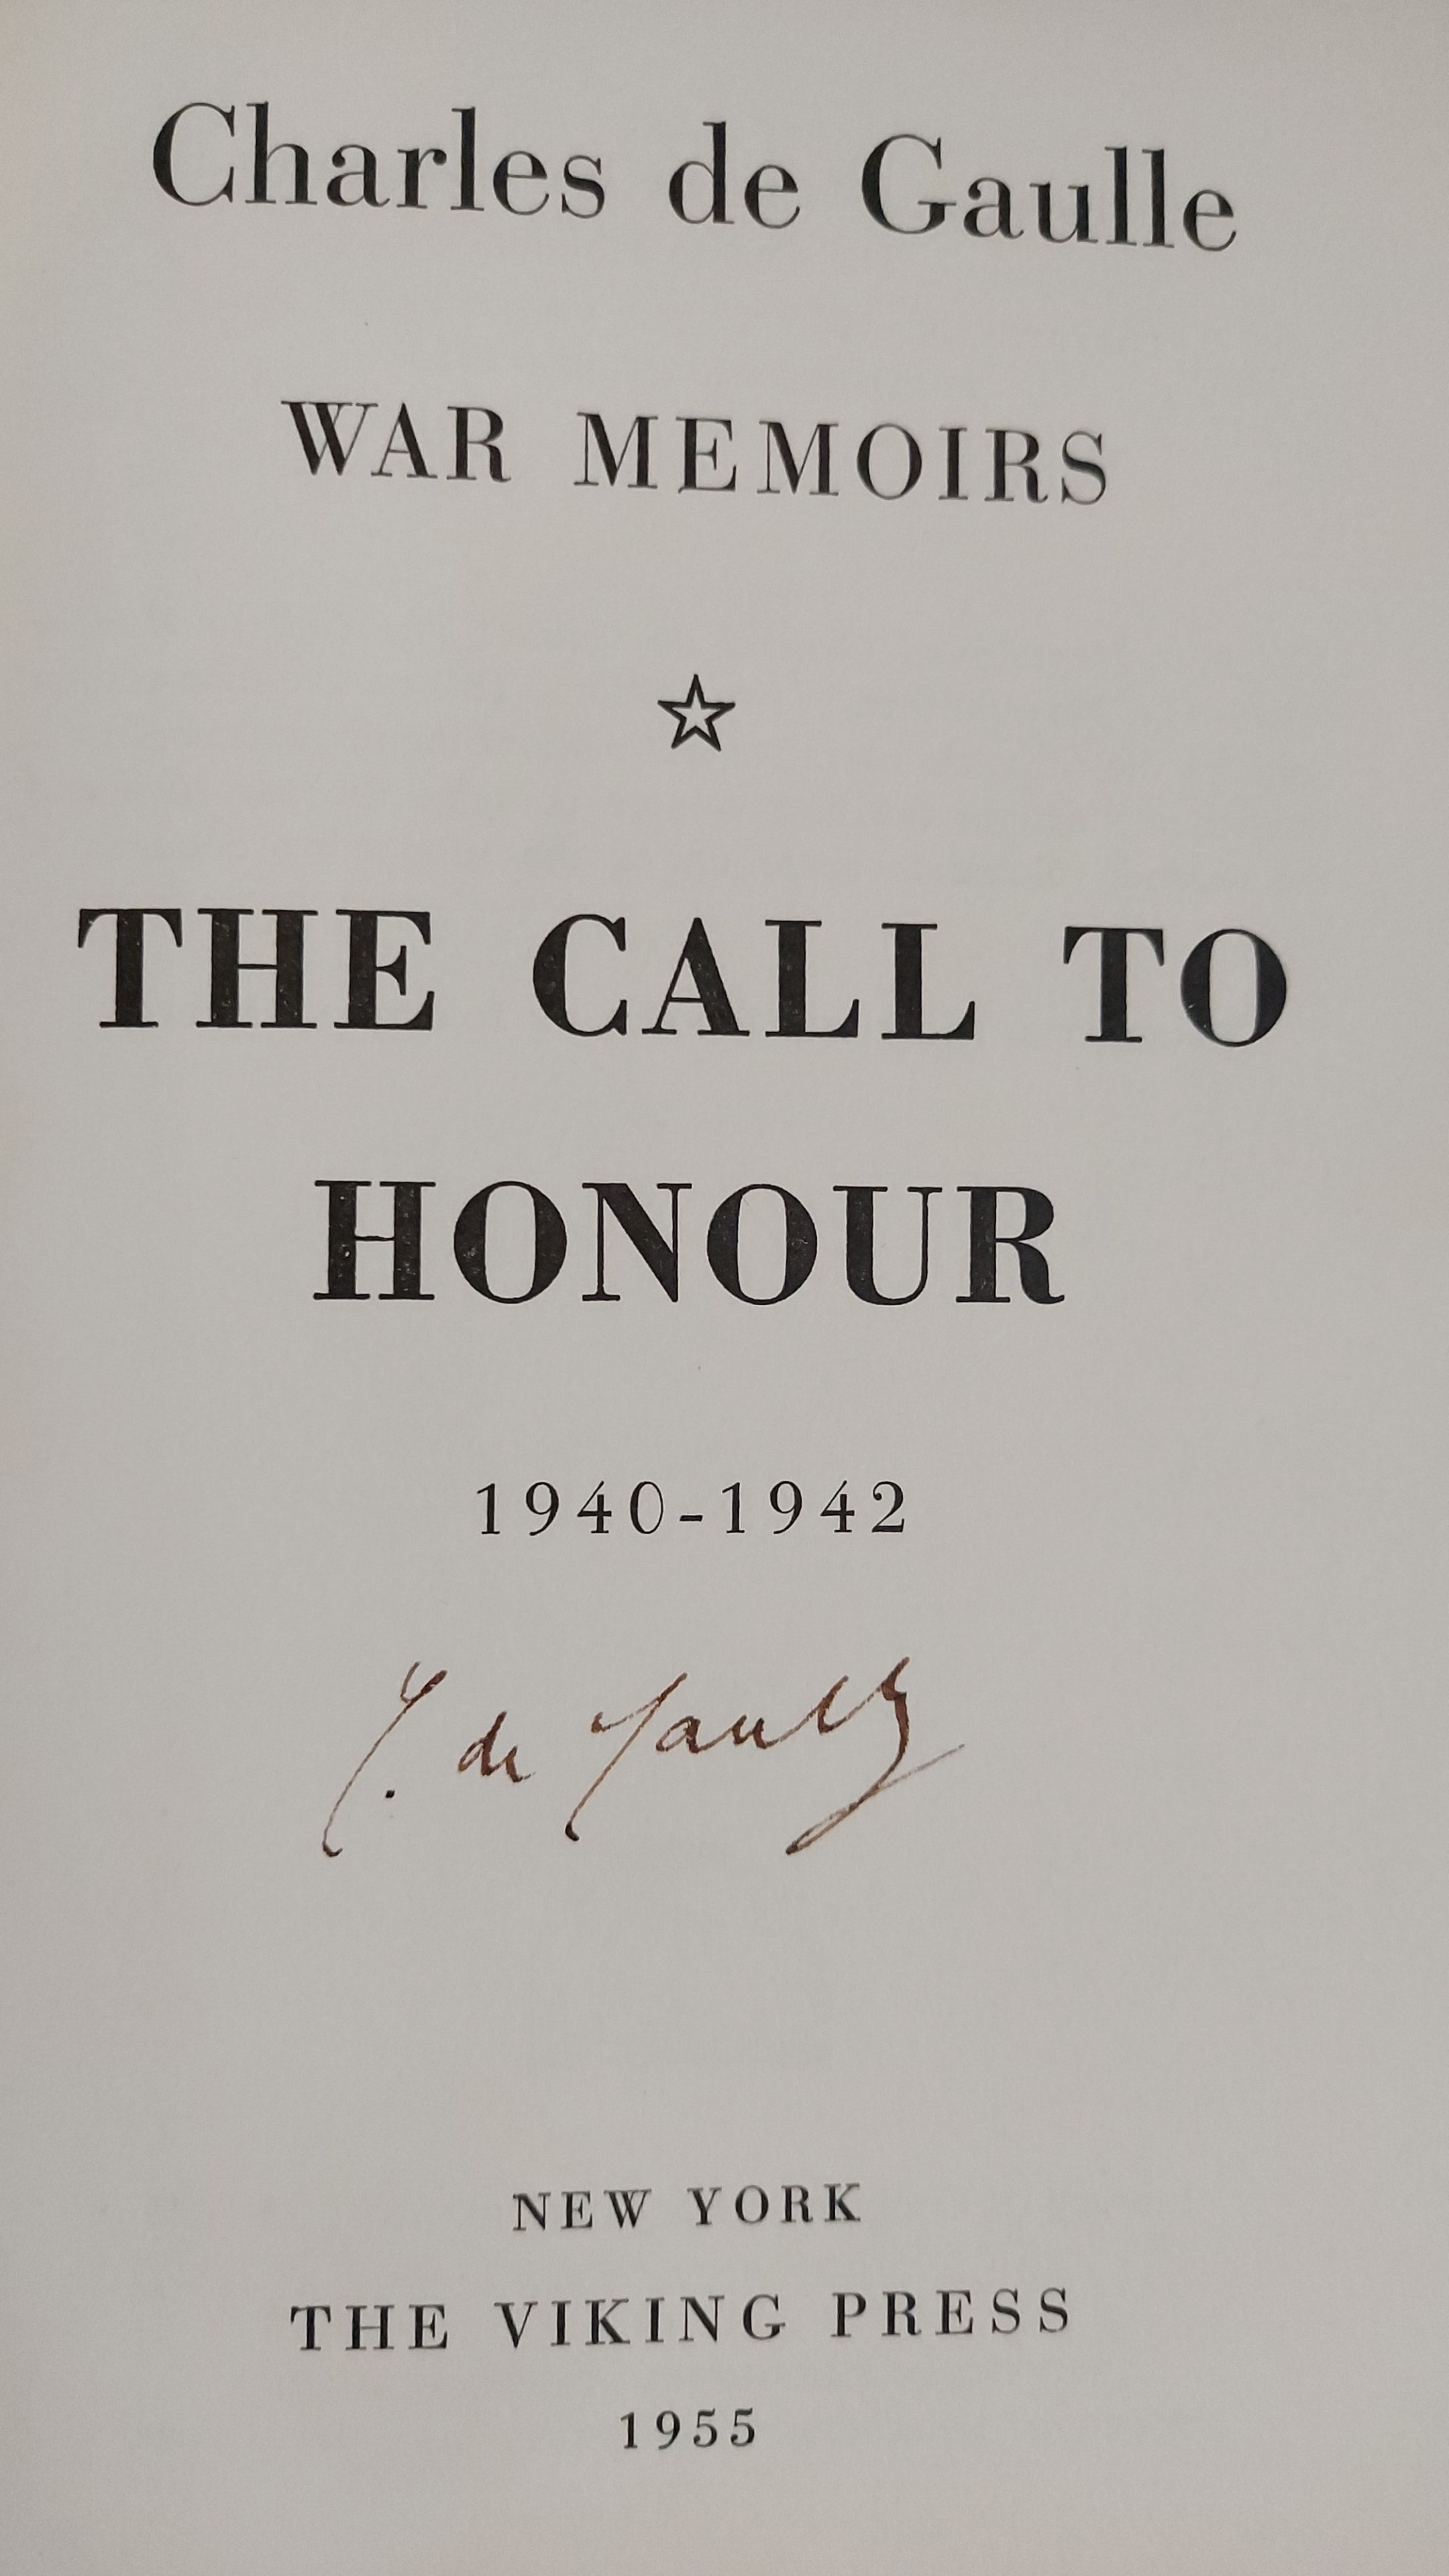 Charles de Gaulle
WAR MEMOIRS
THE CALL TO
HONOUR
1940-1942
C. de Gaulle
NEW YORK
THE VIKING PRESS
1955